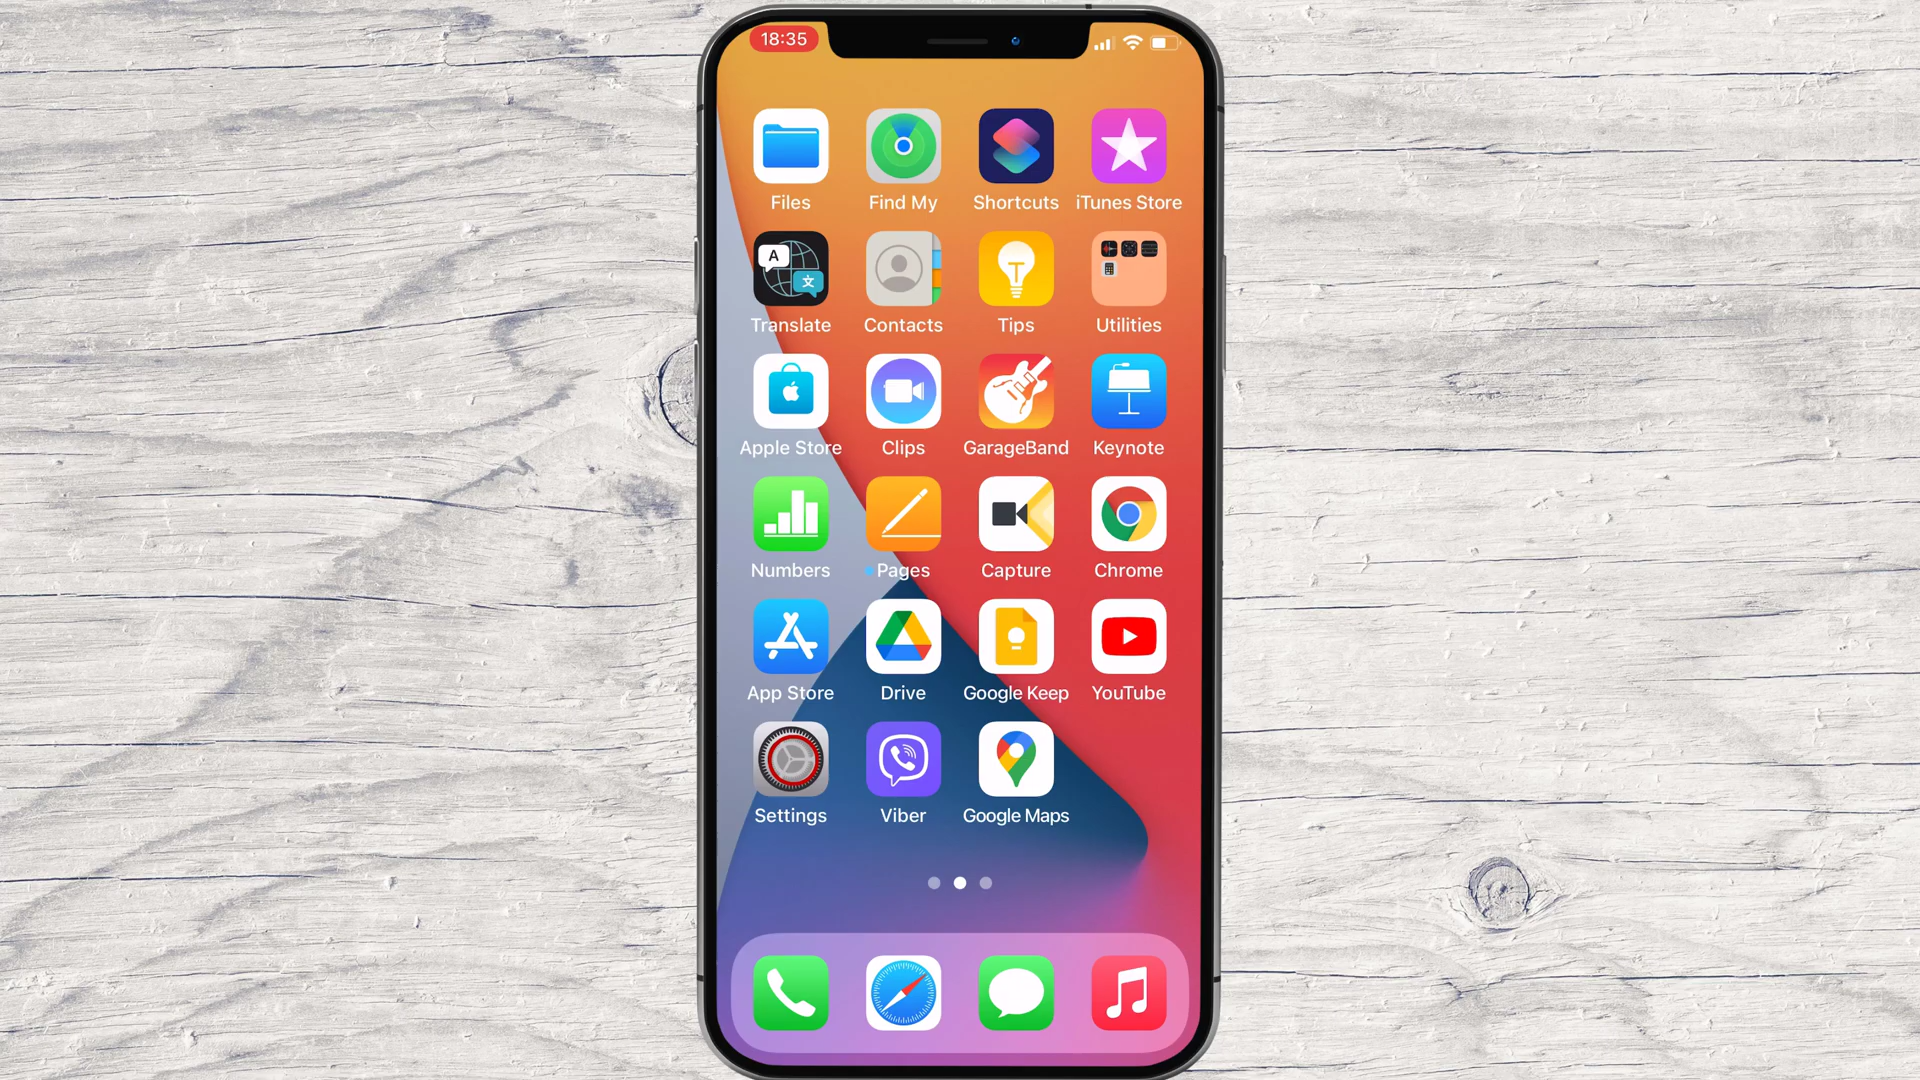 18:35
Files Find My Shortcuts iTunes Store
A
文
Translate Contacts Tips Utilities
Apple Store Clips GarageBand Keynote
Numbers Pages Capture Chrome
App Store Drive Google Keep YouTube
Settings Viber Google Maps